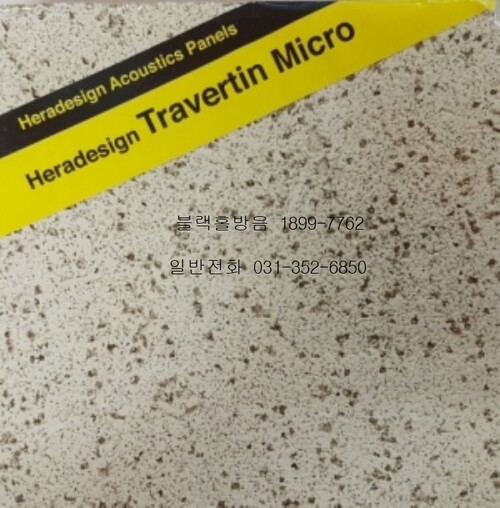 Heradesign Acoustics Panels
Heradesign Travertin Micro
블랙홀방음 1899-7762
일반전화 031-352-6850